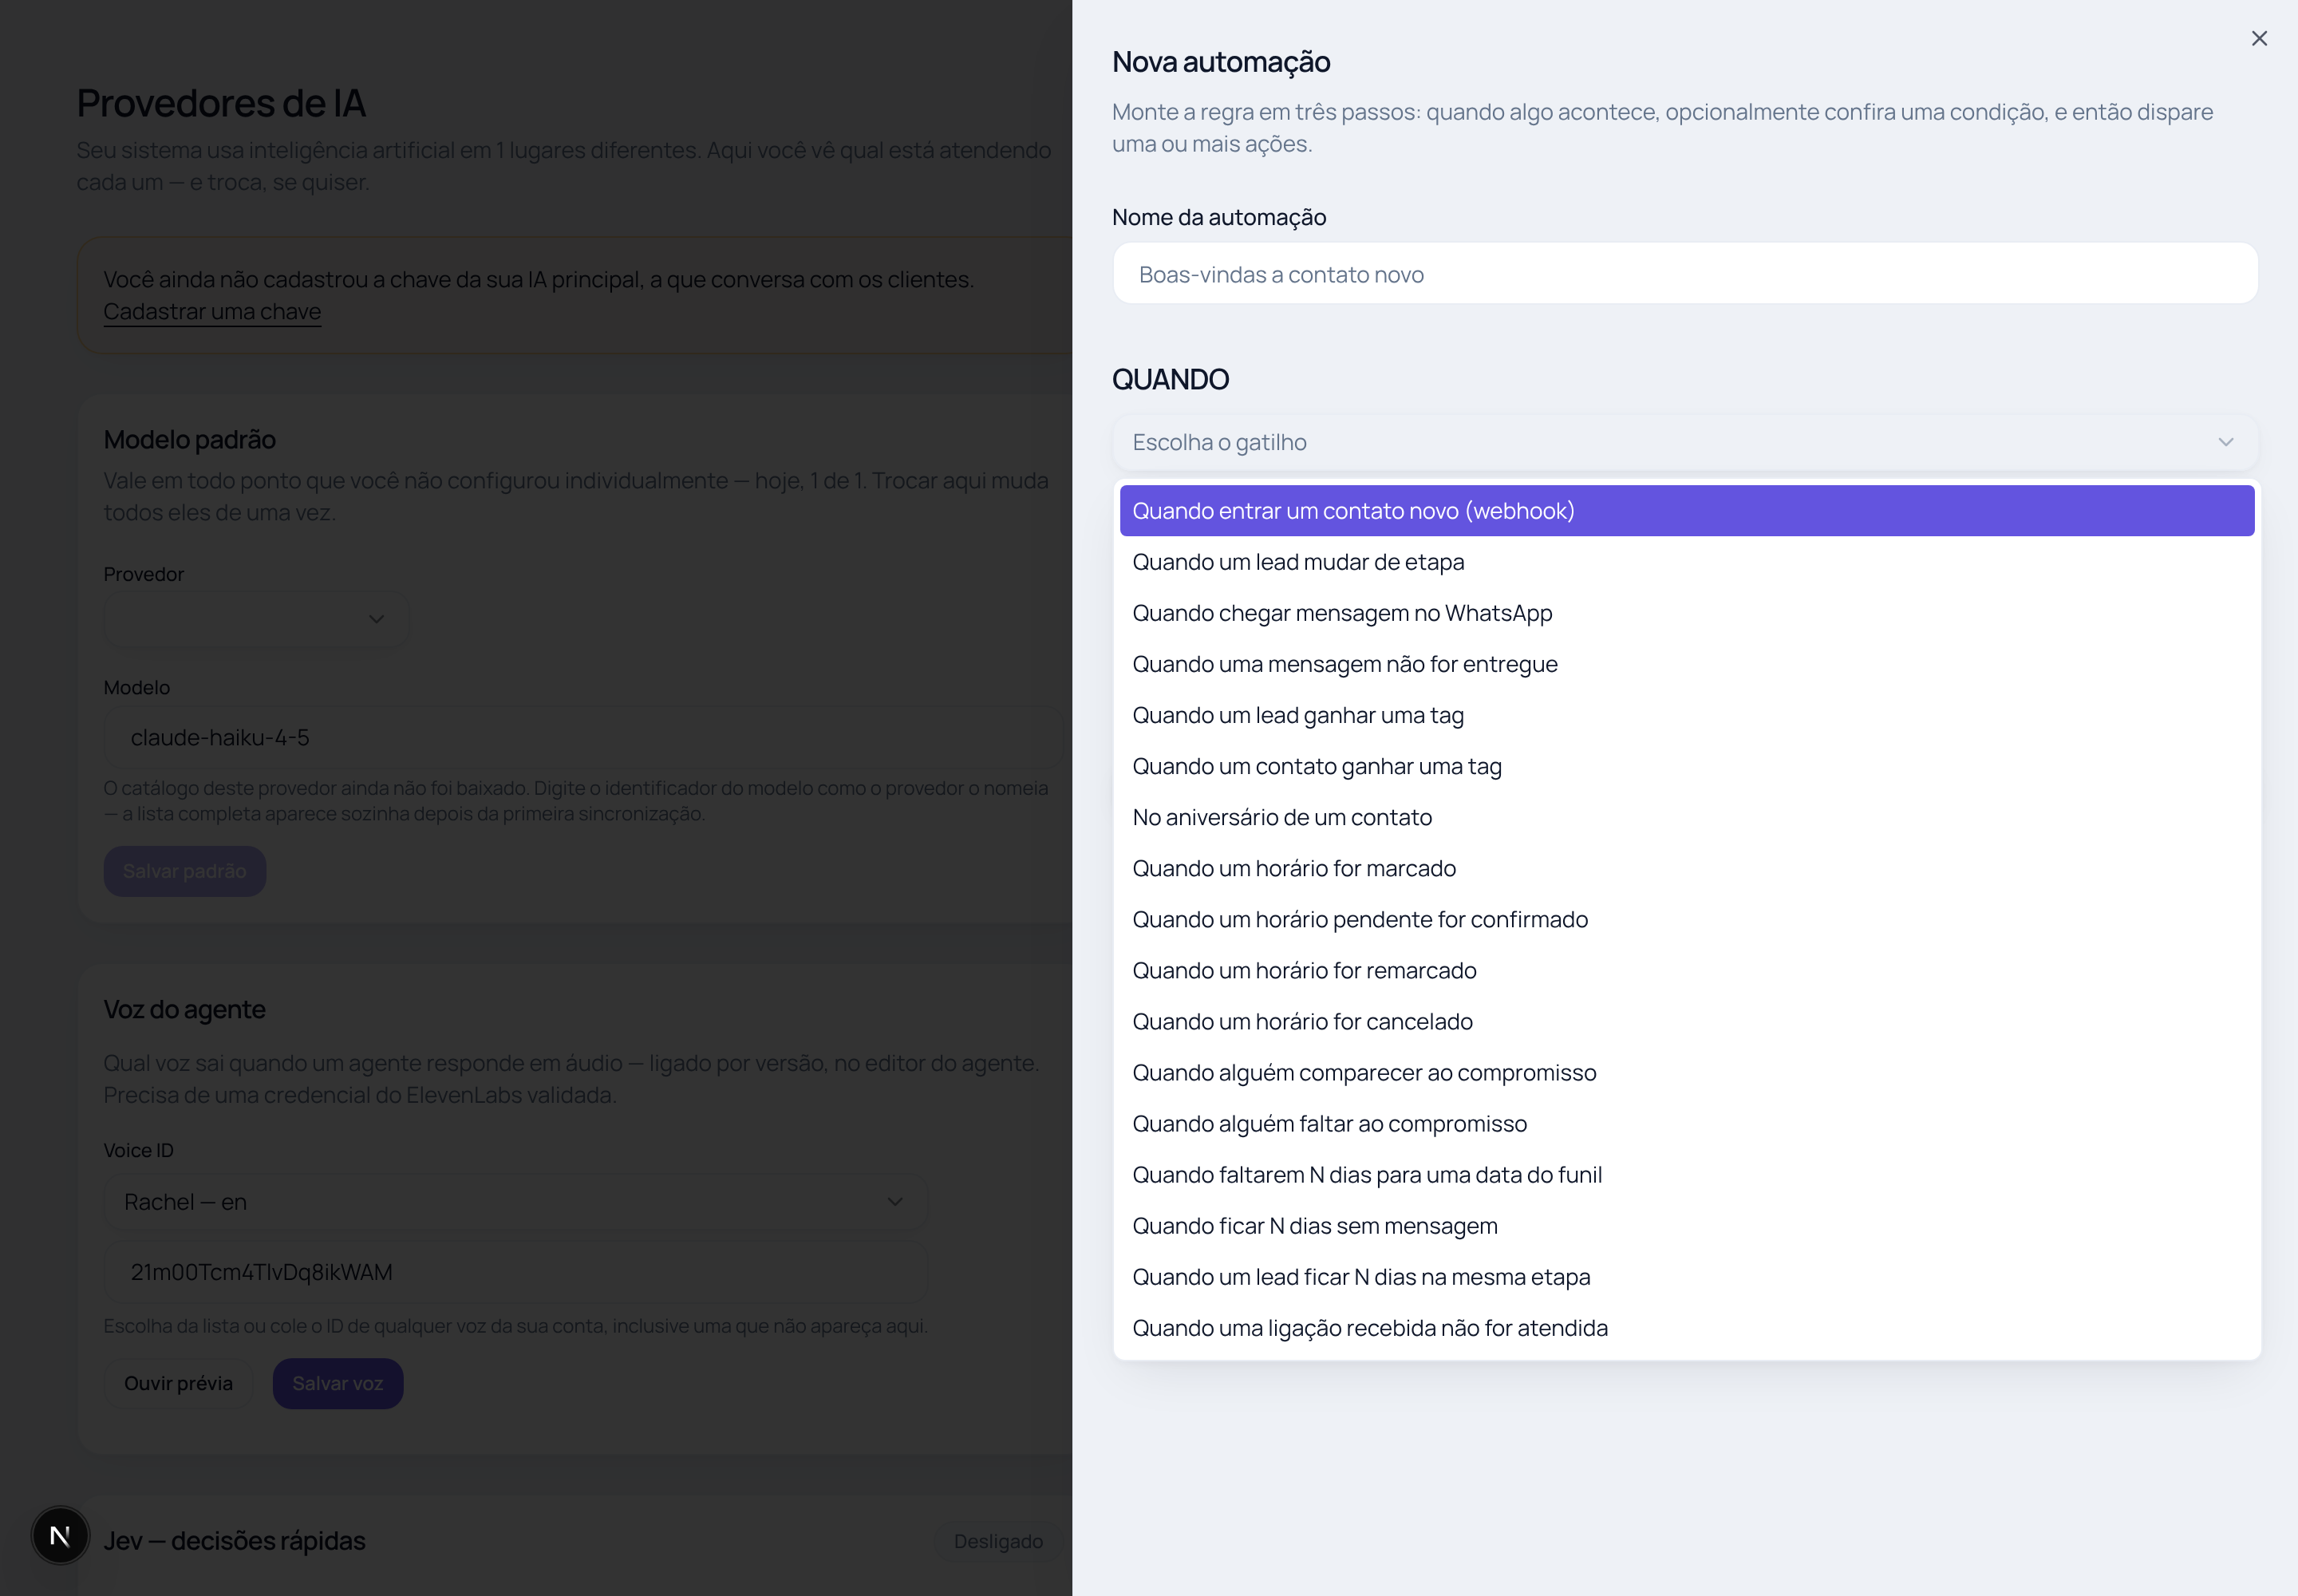 Provedores de IA
Seu sistema usa inteligência artificial em 1 lugares diferentes. Aqui você vê qual está atendendo
cada um — e troca, se quiser.
Você ainda não cadastrou a chave da sua IA principal, a que conversa com os clientes.
Cadastrar uma chave
Modelo padrão
Vale em todo ponto que você não configurou individualmente — hoje, 1 de 1. Trocar aqui muda
todos eles de uma vez.
Provedor
Modelo
claude-haiku-4-5
O catálogo deste provedor ainda não foi baixado. Digite o identificador do modelo como o provedor o nomeia
— a lista completa aparece sozinha depois da primeira sincronização.
Salvar padrão
Voz do agente
Qual voz sai quando um agente responde em áudio — ligado por versão, no editor do agente.
Precisa de uma credencial do ElevenLabs validada.
Voice ID
Rachel — en
21m00Tcm4TlvDq8ikWAM
Escolha da lista ou cole o ID de qualquer voz da sua conta, inclusive uma que não apareça aqui.
Ouvir prévia
Salvar voz
N
Jev — decisões rápidas
Desligado
Nova automação
Monte a regra em três passos: quando algo acontece, opcionalmente confira uma condição, e então dispare
uma ou mais ações.
Nome da automação
Boas-vindas a contato novo
QUANDO
Escolha o gatilho
Quando entrar um contato novo (webhook)
Quando um lead mudar de etapa
Quando chegar mensagem no WhatsApp
Quando uma mensagem não for entregue
Quando um lead ganhar uma tag
Quando um contato ganhar uma tag
No aniversário de um contato
Quando um horário for marcado
Quando um horário pendente for confirmado
Quando um horário for remarcado
Quando um horário for cancelado
Quando alguém comparecer ao compromisso
Quando alguém faltar ao compromisso
Quando faltarem N dias para uma data do funil
Quando ficar N dias sem mensagem
Quando um lead ficar N dias na mesma etapa
Quando uma ligação recebida não for atendida